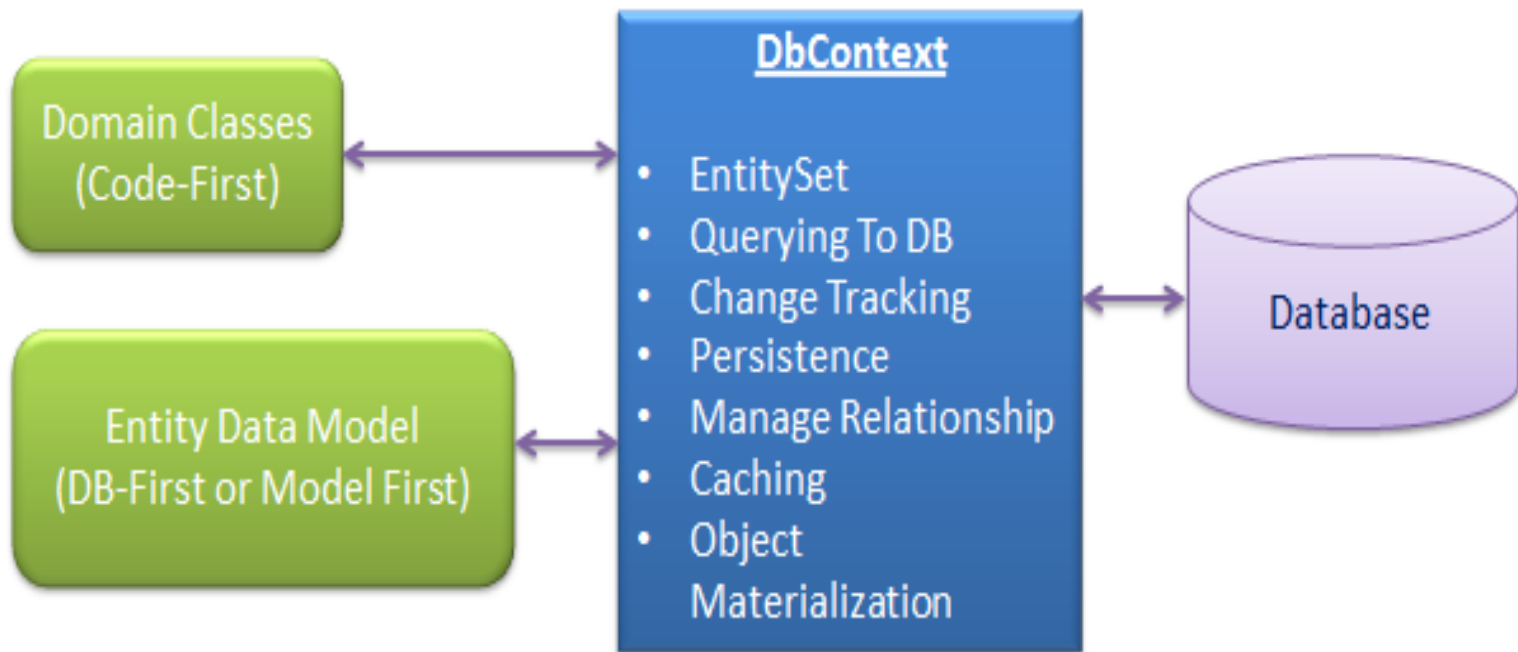 Domain Classes
(Code-First)
Entity Data Model
(DB-First or Model First)
DbContext
• EntitySet
• Querying To DB
• Change Tracking
• Persistence
• Manage Relationship
• Caching
• Object
Materialization
Database